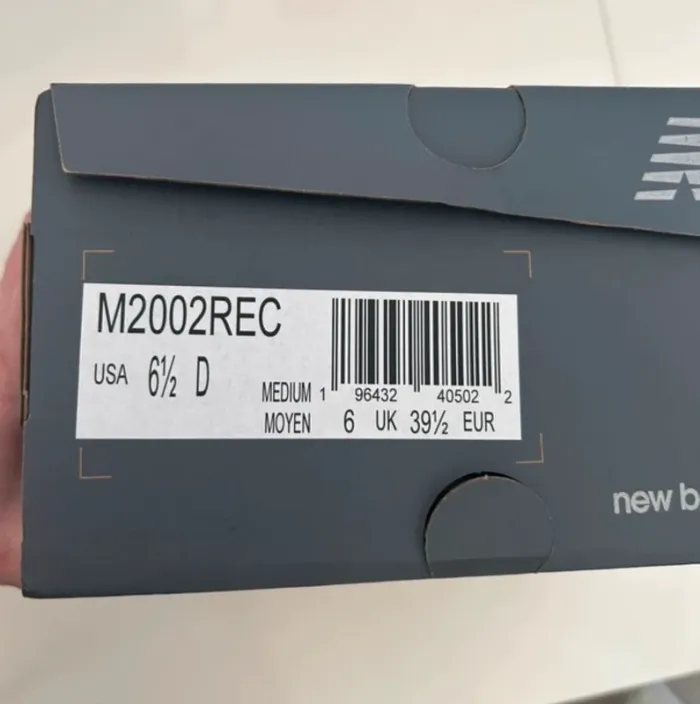 M2002REC
USA 6½ D
MEDIUM 1 96432 40502 2
MOYEN 6 UK 39½ EUR
new b